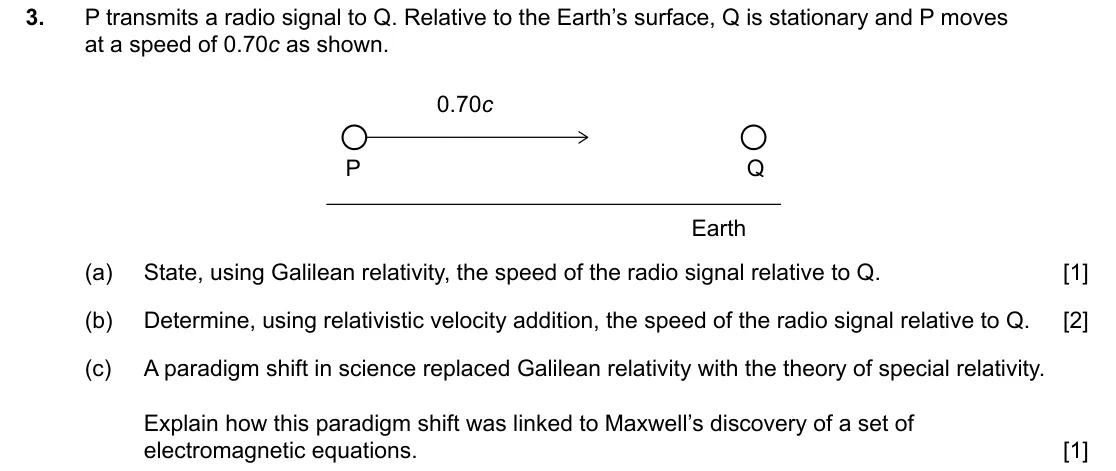 3. P transmits a radio signal to Q. Relative to the Earth’s surface, Q is stationary and P moves
at a speed of 0.70c as shown.
0.70c
P
Q
Earth
(a) State, using Galilean relativity, the speed of the radio signal relative to Q. [1]
(b) Determine, using relativistic velocity addition, the speed of the radio signal relative to Q. [2]
(c) A paradigm shift in science replaced Galilean relativity with the theory of special relativity.
Explain how this paradigm shift was linked to Maxwell’s discovery of a set of
electromagnetic equations. [1]